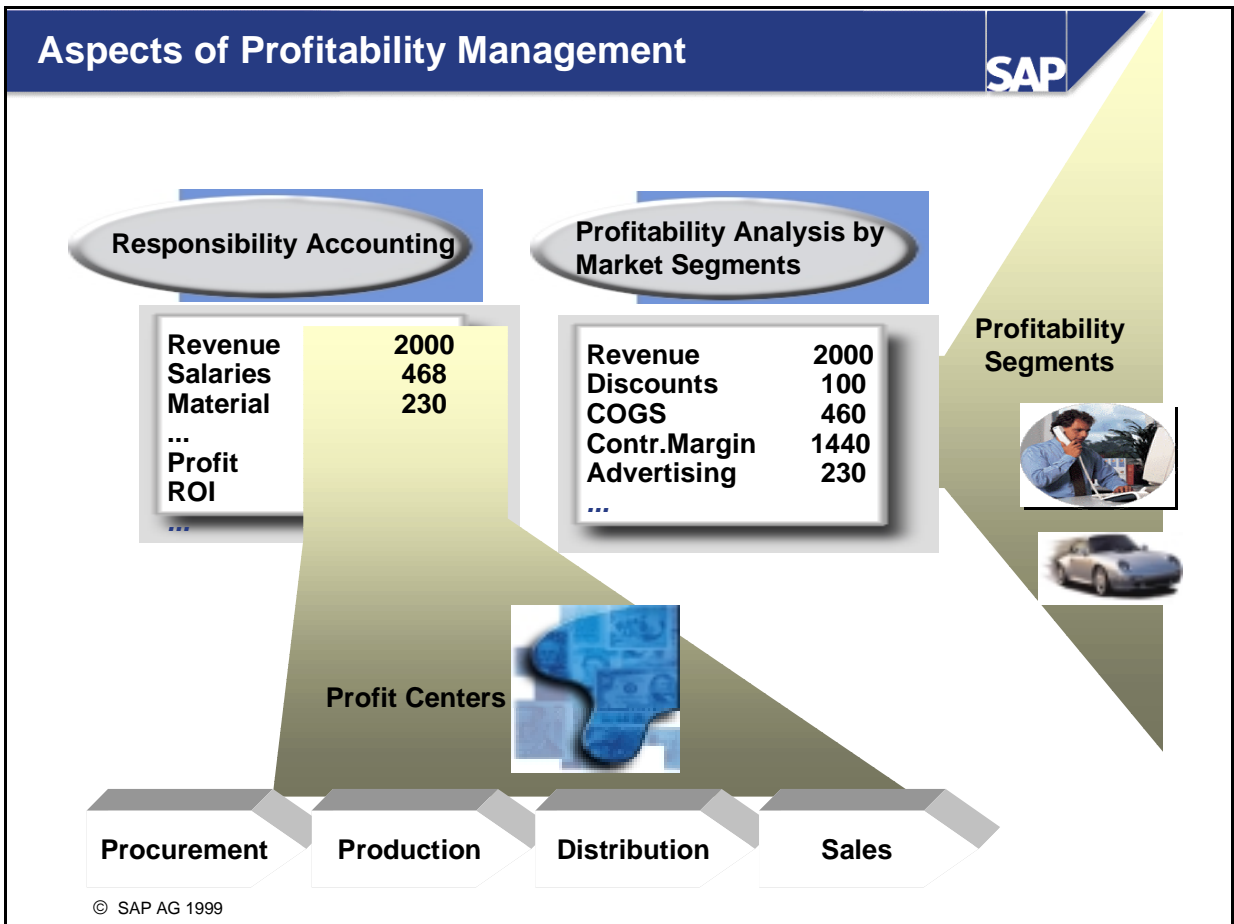 Aspects of Profitability Management
SAP
Responsibility Accounting
Revenue 2000
Salaries 468
Material 230
...
Profit
ROI
...
Profitability Analysis by
Market Segments
Revenue 2000
Discounts 100
COGS 460
Contr.Margin 1440
Advertising 230
...
Profitability
Segments
Profit Centers
Procurement
Production
Distribution
Sales
© SAP AG 1999